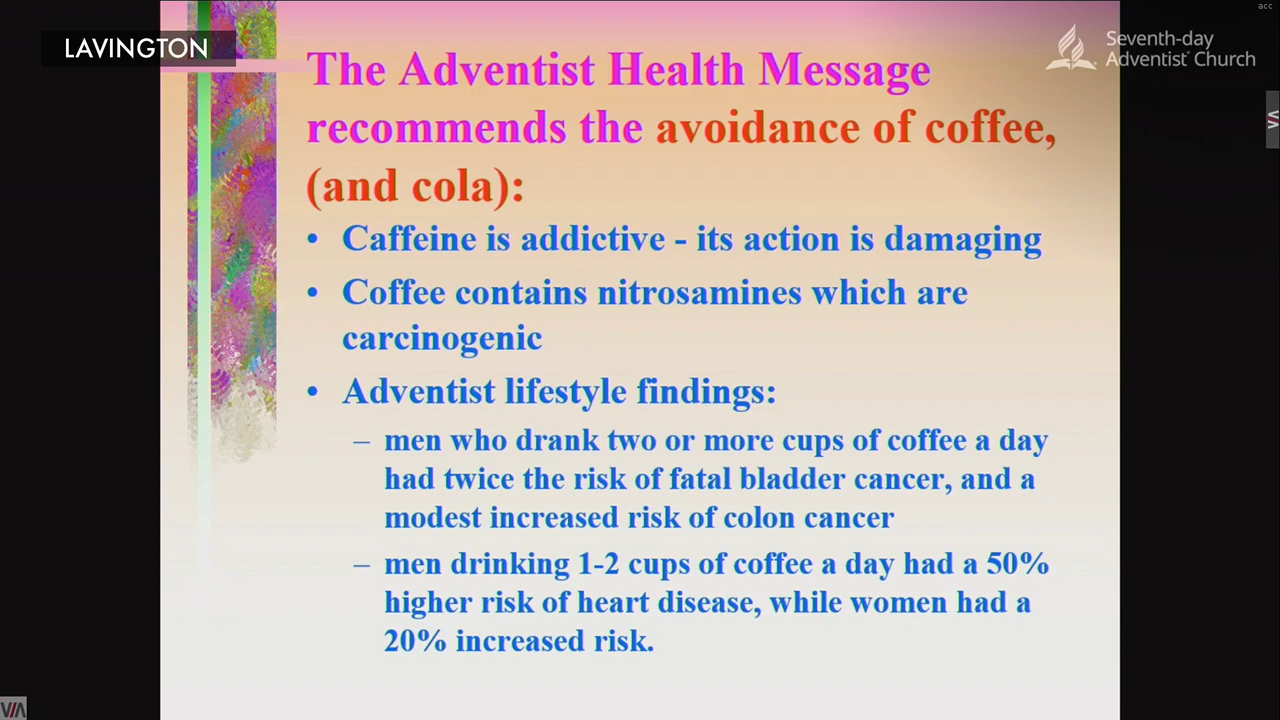 acc
LAVINGTON
Seventh-day
Adventist Church
The Adventist Health Message
recommends the avoidance of coffee,
(and cola):
• Caffeine is addictive - its action is damaging
• Coffee contains nitrosamines which are
carcinogenic
• Adventist lifestyle findings:
– men who drank two or more cups of coffee a day
had twice the risk of fatal bladder cancer, and a
modest increased risk of colon cancer
– men drinking 1-2 cups of coffee a day had a 50%
higher risk of heart disease, while women had a
20% increased risk.
VIA